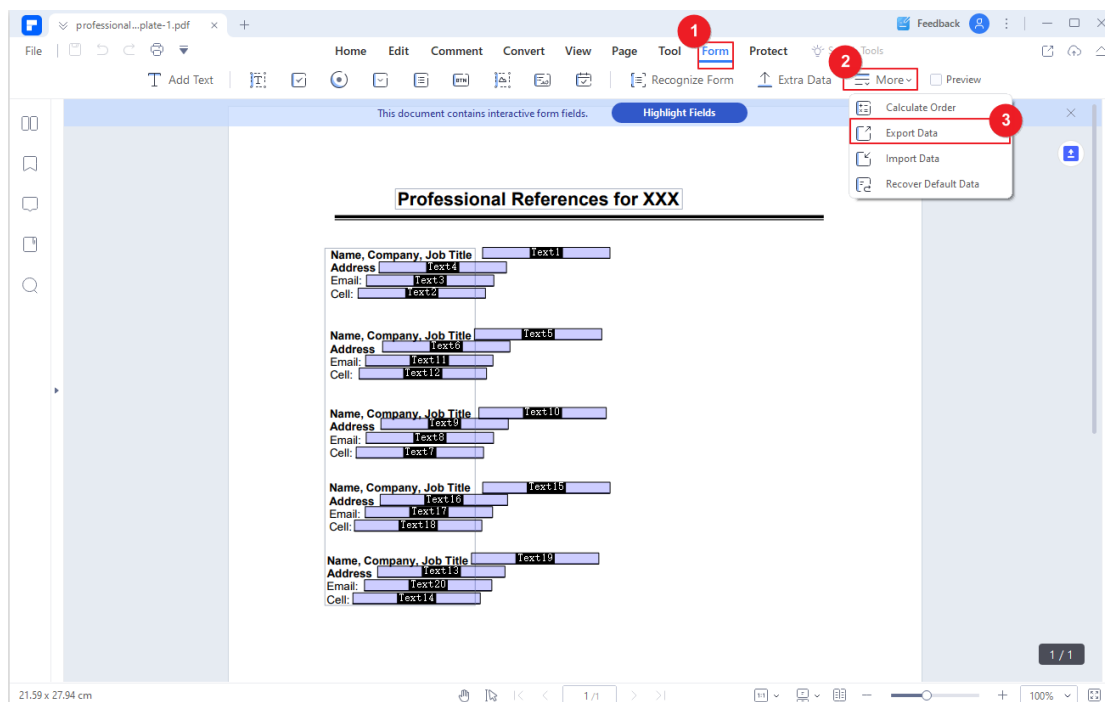 professional...plate-1.pdf × + Feedback
1
File Home Edit Comment Convert View Page Tool Form Protect Tools
2
Add Text Recognize Form Extra Data More Preview
This document contains interactive form fields. Highlight Fields
Calculate Order
3
Export Data
Import Data
Recover Default Data
Professional References for XXX
Name, Company, Job Title Text1
Address Text4
Email: Text3
Cell: Text2
Name, Company, Job Title Text5
Address Text6
Email: Text11
Cell: Text12
Name, Company, Job Title Text10
Address Text9
Email: Text8
Cell: Text7
Name, Company, Job Title Text15
Address Text16
Email: Text17
Cell: Text18
Name, Company, Job Title Text19
Address Text13
Email: Text20
Cell: Text14
1 / 1
21.59 x 27.94 cm 1 /1 100%